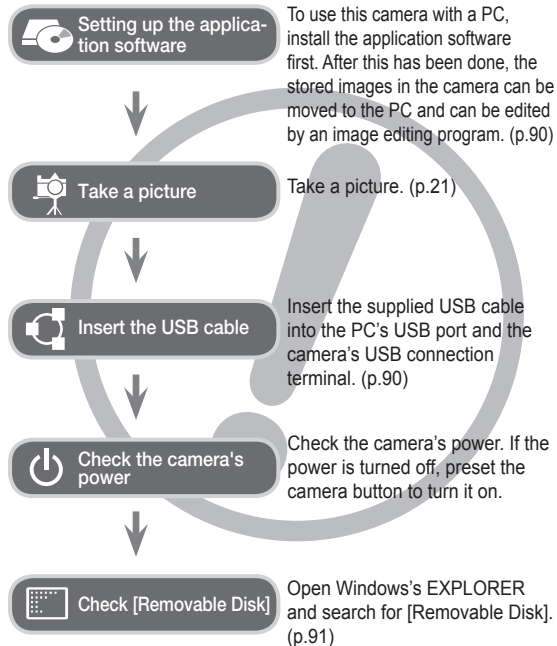 Setting up the applica-
tion software
To use this camera with a PC,
install the application software
first. After this has been done, the
stored images in the camera can be
moved to the PC and can be edited
by an image editing program. (p.90)
Take a picture
Take a picture. (p.21)
Insert the USB cable
Insert the supplied USB cable
into the PC's USB port and the
camera's USB connection
terminal. (p.90)
Check the camera's
power
Check the camera’s power. If the
power is turned off, preset the
camera button to turn it on.
Check [Removable Disk]
Open Windows’s EXPLORER
and search for [Removable Disk].
(p.91)